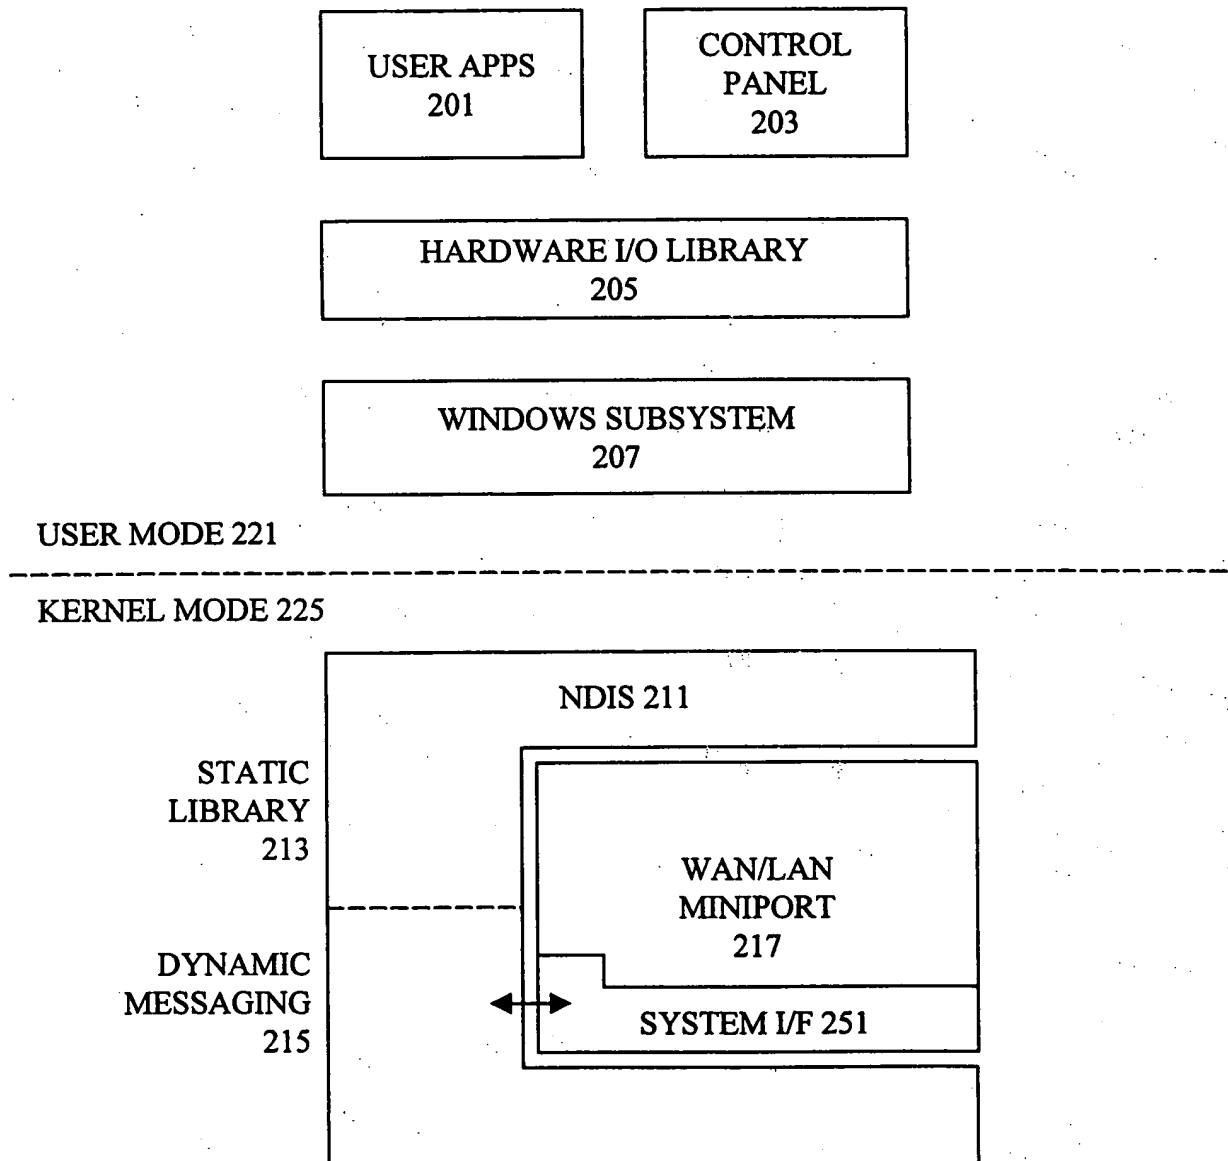 USER APPS
201
CONTROL
PANEL
203
HARDWARE I/O LIBRARY
205
WINDOWS SUBSYSTEM
207
USER MODE 221
KERNEL MODE 225
NDIS 211
STATIC
LIBRARY
213
WAN/LAN
MINIPORT
217
DYNAMIC
MESSAGING
215
SYSTEM I/F 251